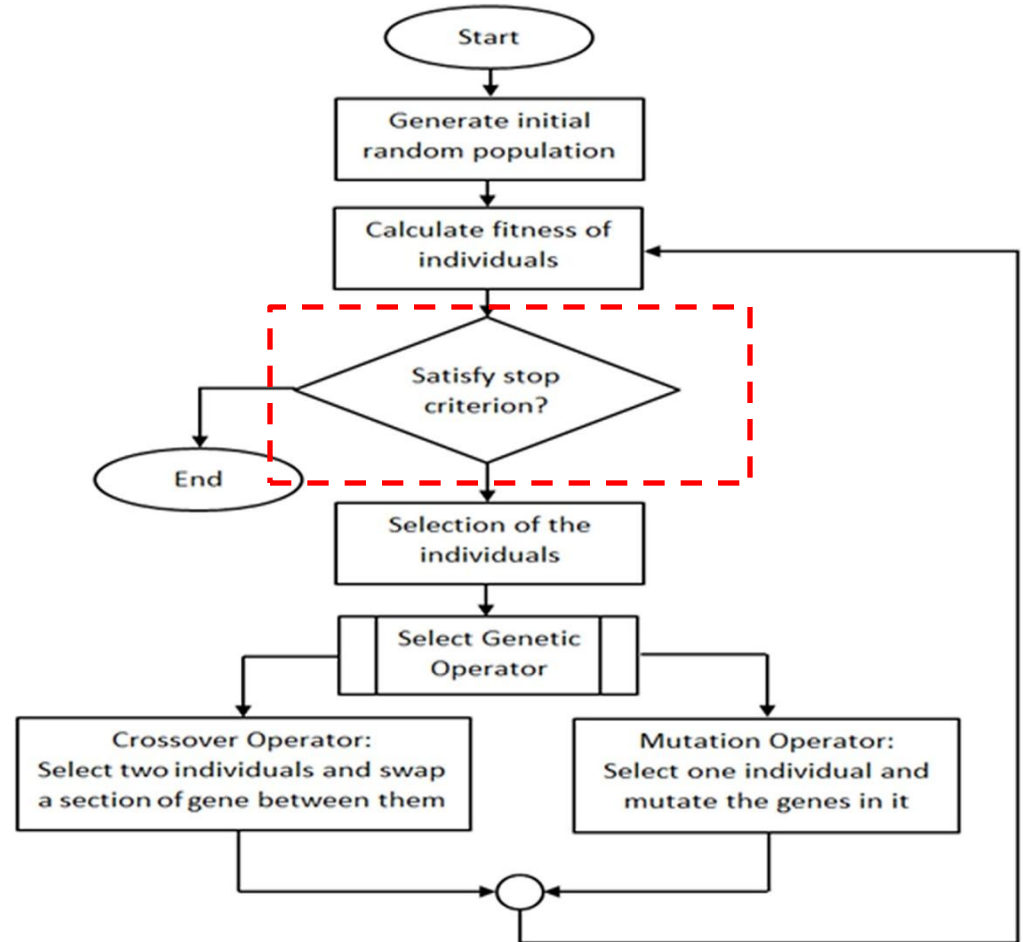 Start
Generate initial
random population
Calculate fitness of
individuals
Satisfy stop
criterion?
End
Selection of the
individuals
Select Genetic
Operator
Crossover Operator:
Select two individuals and swap
a section of gene between them
Mutation Operator:
Select one individual and
mutate the genes in it